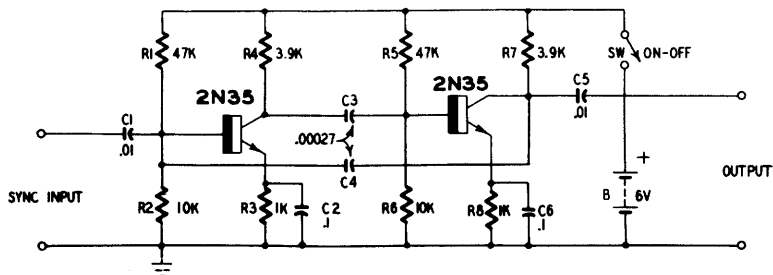 R1 47K
R4 3.9K
R5 47K
R7 3.9K
SW ON-OFF
2N35
2N35
C1
.01
C3
.00027
C4
C5
.01
SYNC INPUT
OUTPUT
R2 10K
R3 1K
C2
.1
R6 10K
R8 1K
C6
.1
+
B 6V